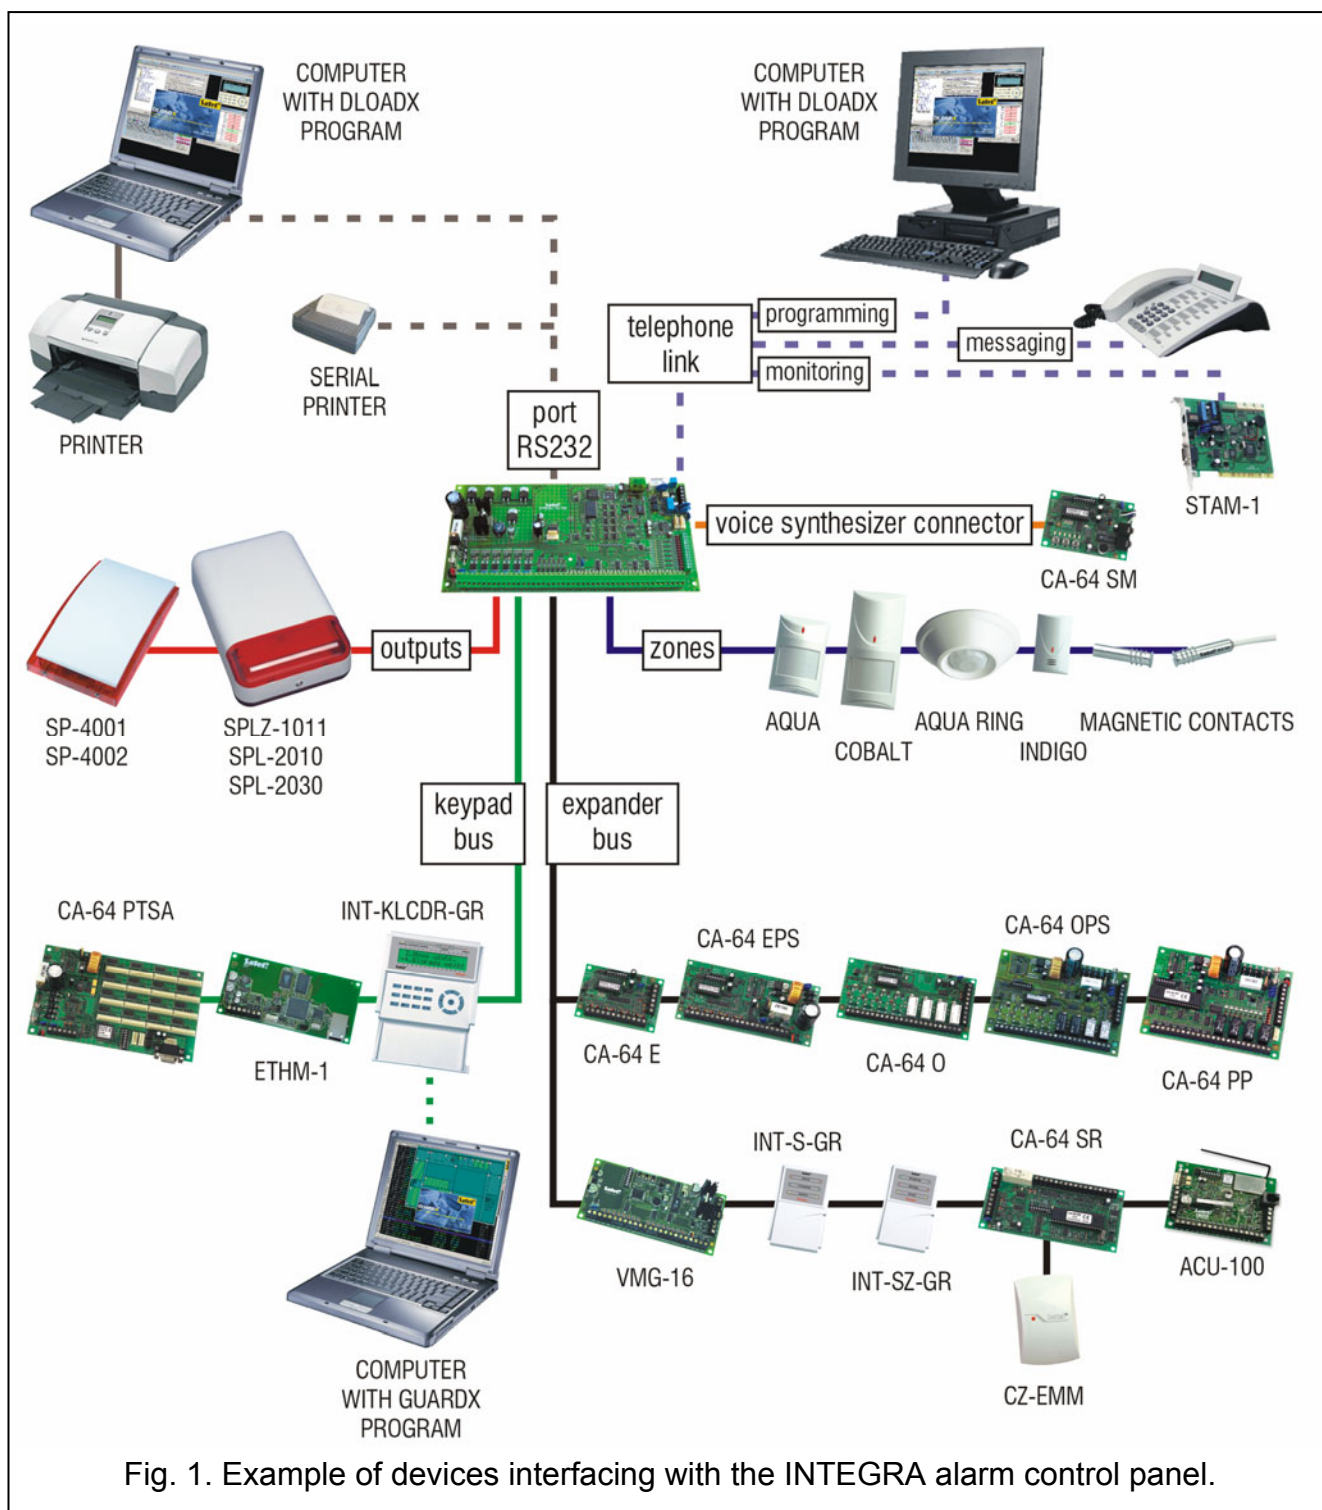 COMPUTER
WITH DLOADX
PROGRAM
COMPUTER
WITH DLOADX
PROGRAM
PRINTER
SERIAL
PRINTER
telephone
link
programming
messaging
monitoring
port
RS232
STAM-1
voice synthesizer connector
CA-64 SM
outputs
zones
SP-4001
SP-4002
SPLZ-1011
SPL-2010
SPL-2030
AQUA
COBALT
AQUA RING
INDIGO
MAGNETIC CONTACTS
keypad
bus
expander
bus
CA-64 PTSA
INT-KLCDR-GR
ETHM-1
CA-64 EPS
CA-64 OPS
CA-64 E
CA-64 O
CA-64 PP
INT-S-GR
CA-64 SR
VMG-16
INT-SZ-GR
ACU-100
CZ-EMM
COMPUTER
WITH GUARDX
PROGRAM
Fig. 1. Example of devices interfacing with the INTEGRA alarm control panel.